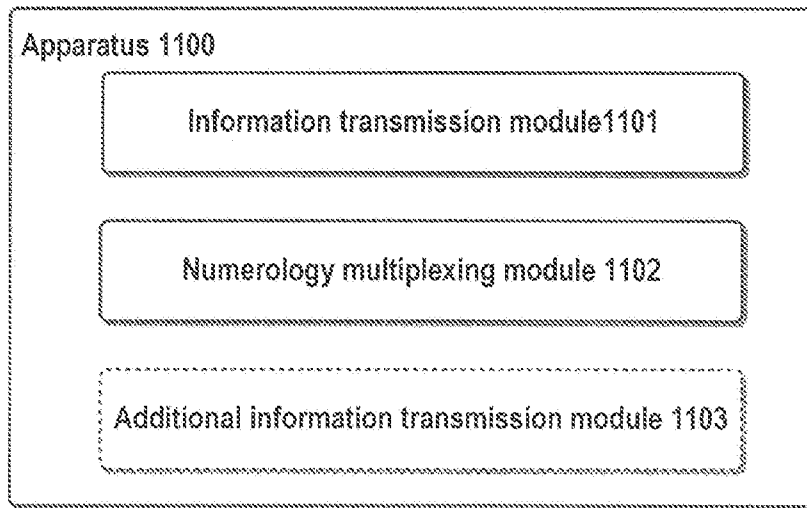 Apparatus 1100
Information transmission module1101
Numerology multiplexing module 1102
Additional information transmission module 1103